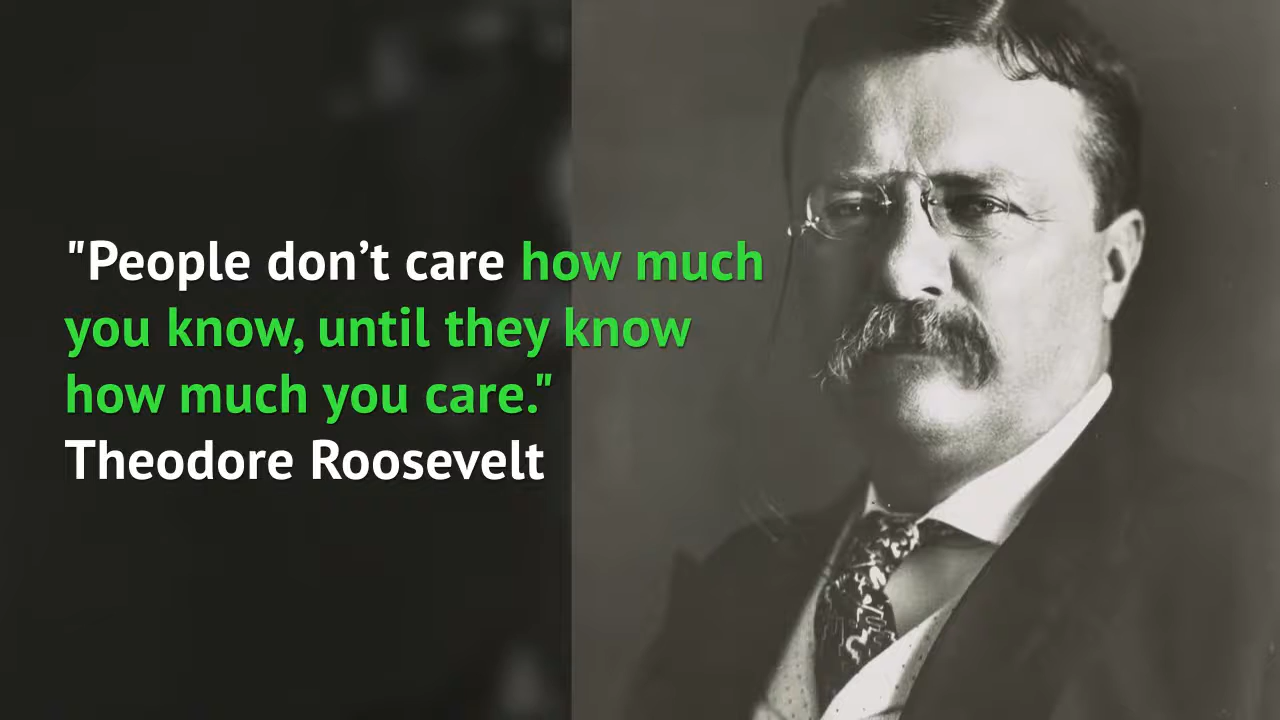 "People don’t care how much
you know, until they know
how much you care."
Theodore Roosevelt